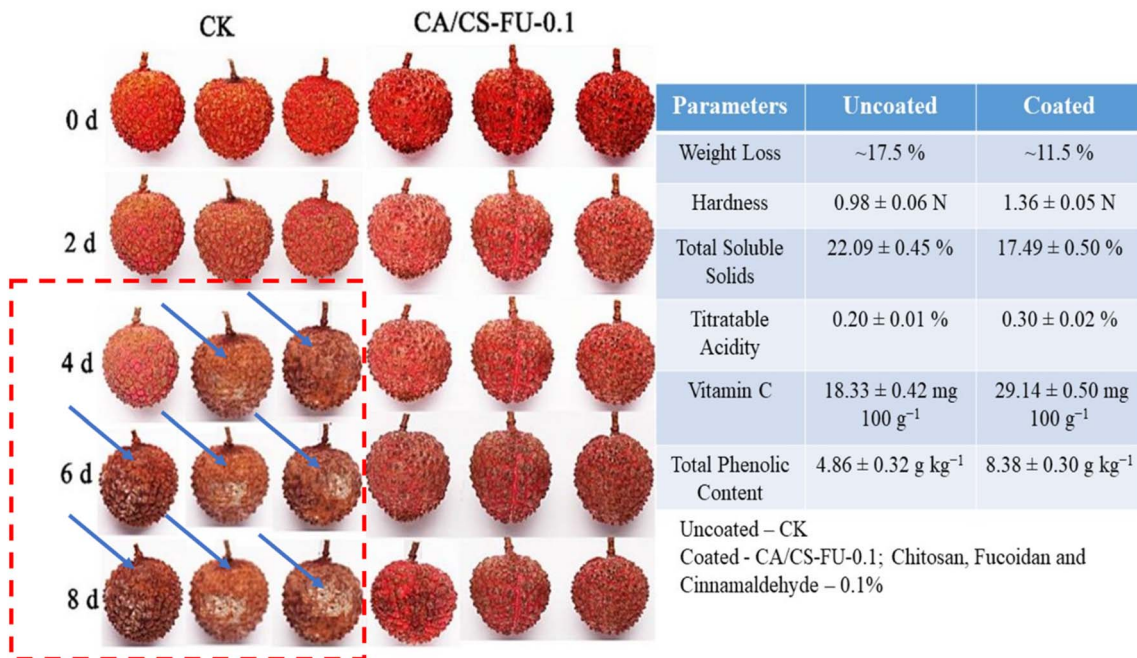 CK
CA/CS-FU-0.1
0 d
2 d
4 d
6 d
8 d
Parameters Uncoated Coated
Weight Loss ~17.5 % ~11.5 %
Hardness 0.98 ± 0.06 N 1.36 ± 0.05 N
Total Soluble
Solids 22.09 ± 0.45 % 17.49 ± 0.50 %
Titratable
Acidity 0.20 ± 0.01 % 0.30 ± 0.02 %
Vitamin C 18.33 ± 0.42 mg 29.14 ± 0.50 mg
100 g⁻¹ 100 g⁻¹
Total Phenolic
Content 4.86 ± 0.32 g kg⁻¹ 8.38 ± 0.30 g kg⁻¹
Uncoated – CK
Coated - CA/CS-FU-0.1; Chitosan, Fucoidan and
Cinnamaldehyde – 0.1%